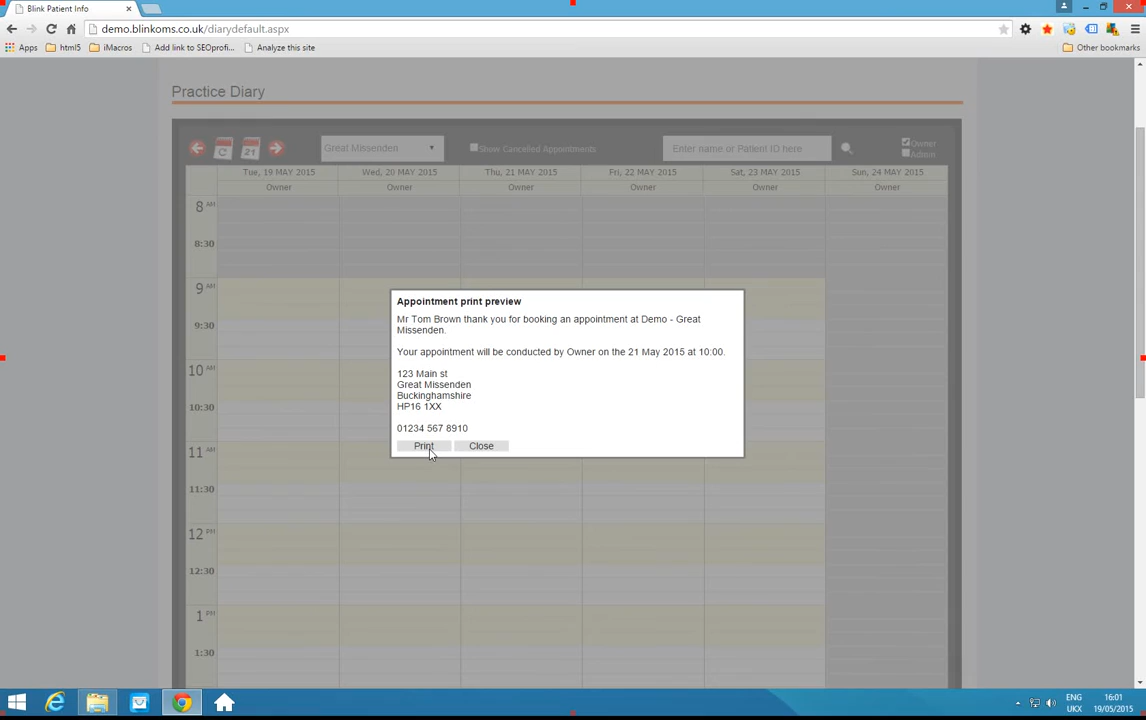 Blink Patient Info
demo.blinkoms.co.uk/diarydefault.aspx
Apps html5 iMacros Add link to SEOprofi... Analyze this site Other bookmarks
Practice Diary
Great Missenden Show Cancelled Appointments Enter name or Patient ID here Owner
Admin
Tue, 19 MAY 2015 Wed, 20 MAY 2015 Thu, 21 MAY 2015 Fri, 22 MAY 2015 Sat, 23 MAY 2015 Sun, 24 MAY 2015
Owner Owner Owner Owner Owner Owner
8 AM
8:30
9 AM
9:30
10 AM
10:30
11 AM
11:30
12 PM
12:30
1 PM
1:30
Appointment print preview
Mr Tom Brown thank you for booking an appointment at Demo - Great
Missenden.
Your appointment will be conducted by Owner on the 21 May 2015 at 10:00.
123 Main st
Great Missenden
Buckinghamshire
HP16 1XX
01234 567 8910
Print Close
ENG 16:01
UKX 19/05/2015